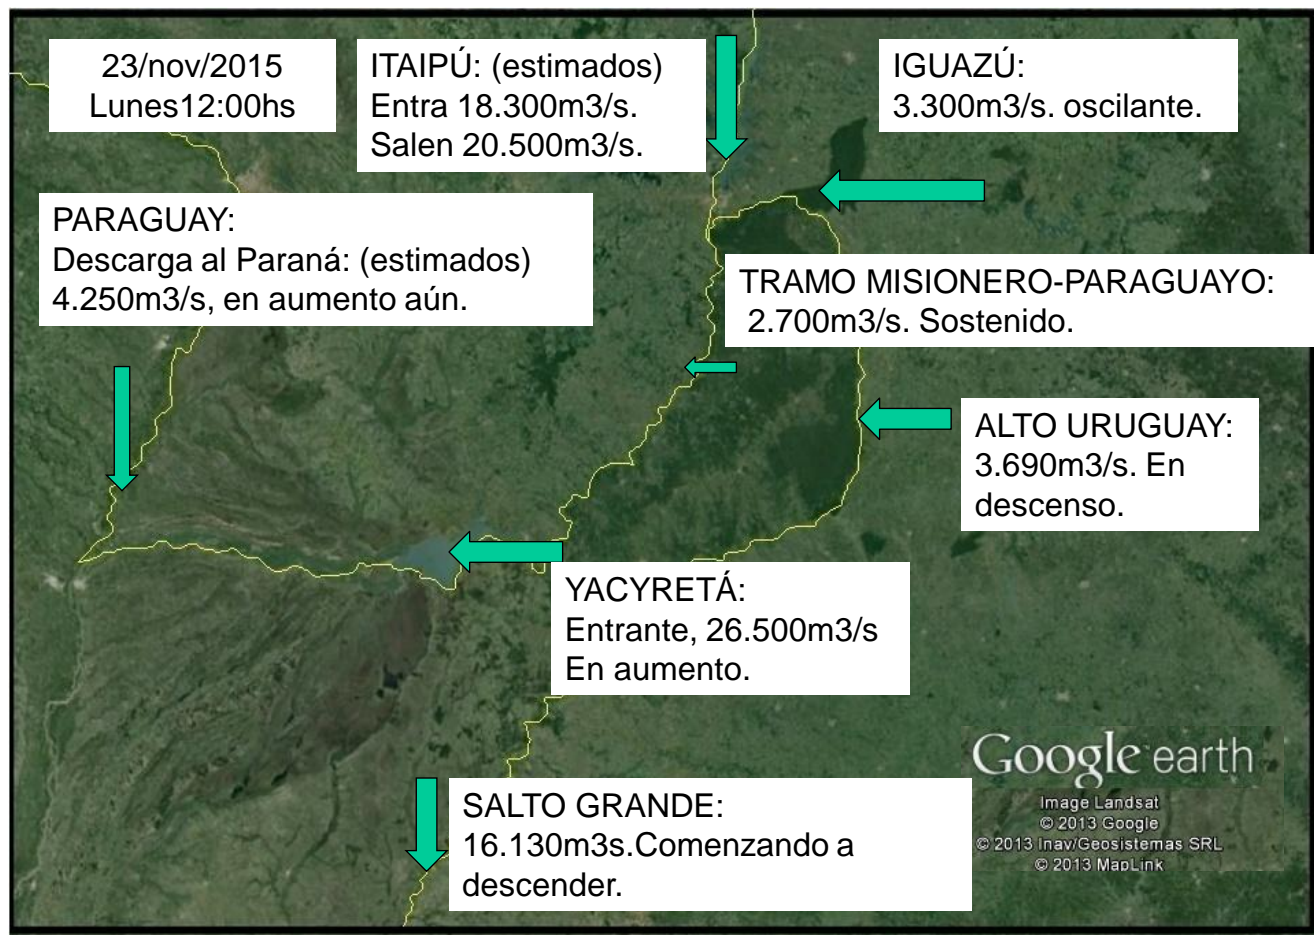 23/nov/2015
Lunes12:00hs
ITAIPÚ: (estimados)
Entra 18.300m3/s.
Salen 20.500m3/s.
IGUAZÚ:
3.300m3/s. oscilante.
PARAGUAY:
Descarga al Paraná: (estimados)
4.250m3/s, en aumento aún.
TRAMO MISIONERO-PARAGUAYO:
2.700m3/s. Sostenido.
ALTO URUGUAY:
3.690m3/s. En
descenso.
YACYRETÁ:
Entrante, 26.500m3/s
En aumento.
SALTO GRANDE:
16.130m3s.Comenzando a
descender.
Google earth
Image Landsat
© 2013 Google
© 2013 Inav/Geosistemas SRL
© 2013 MapLink